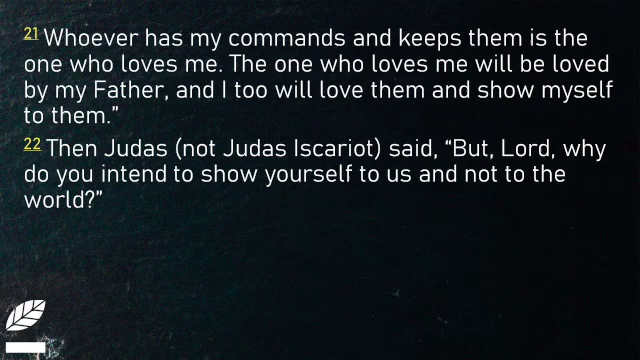 21 Whoever has my commands and keeps them is the
one who loves me. The one who loves me will be loved
by my Father, and I too will love them and show myself
to them.”
22 Then Judas (not Judas Iscariot) said, “But, Lord, why
do you intend to show yourself to us and not to the
world?”